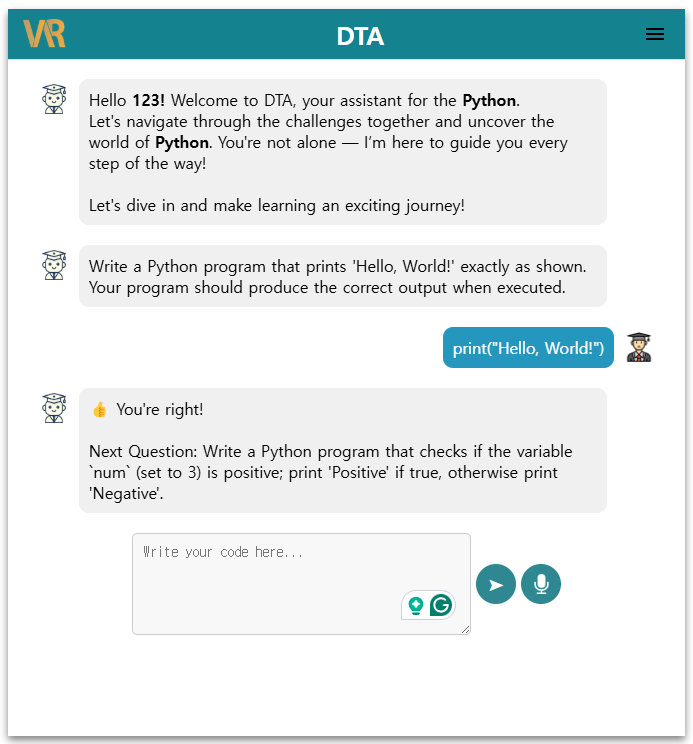 VR
DTA
Hello 123! Welcome to DTA, your assistant for the Python.
Let's navigate through the challenges together and uncover the
world of Python. You're not alone — I’m here to guide you every
step of the way!
Let's dive in and make learning an exciting journey!
Write a Python program that prints 'Hello, World!' exactly as shown.
Your program should produce the correct output when executed.
print("Hello, World!")
👍 You're right!
Next Question: Write a Python program that checks if the variable
`num` (set to 3) is positive; print 'Positive' if true, otherwise print
'Negative'.
Write your code here...